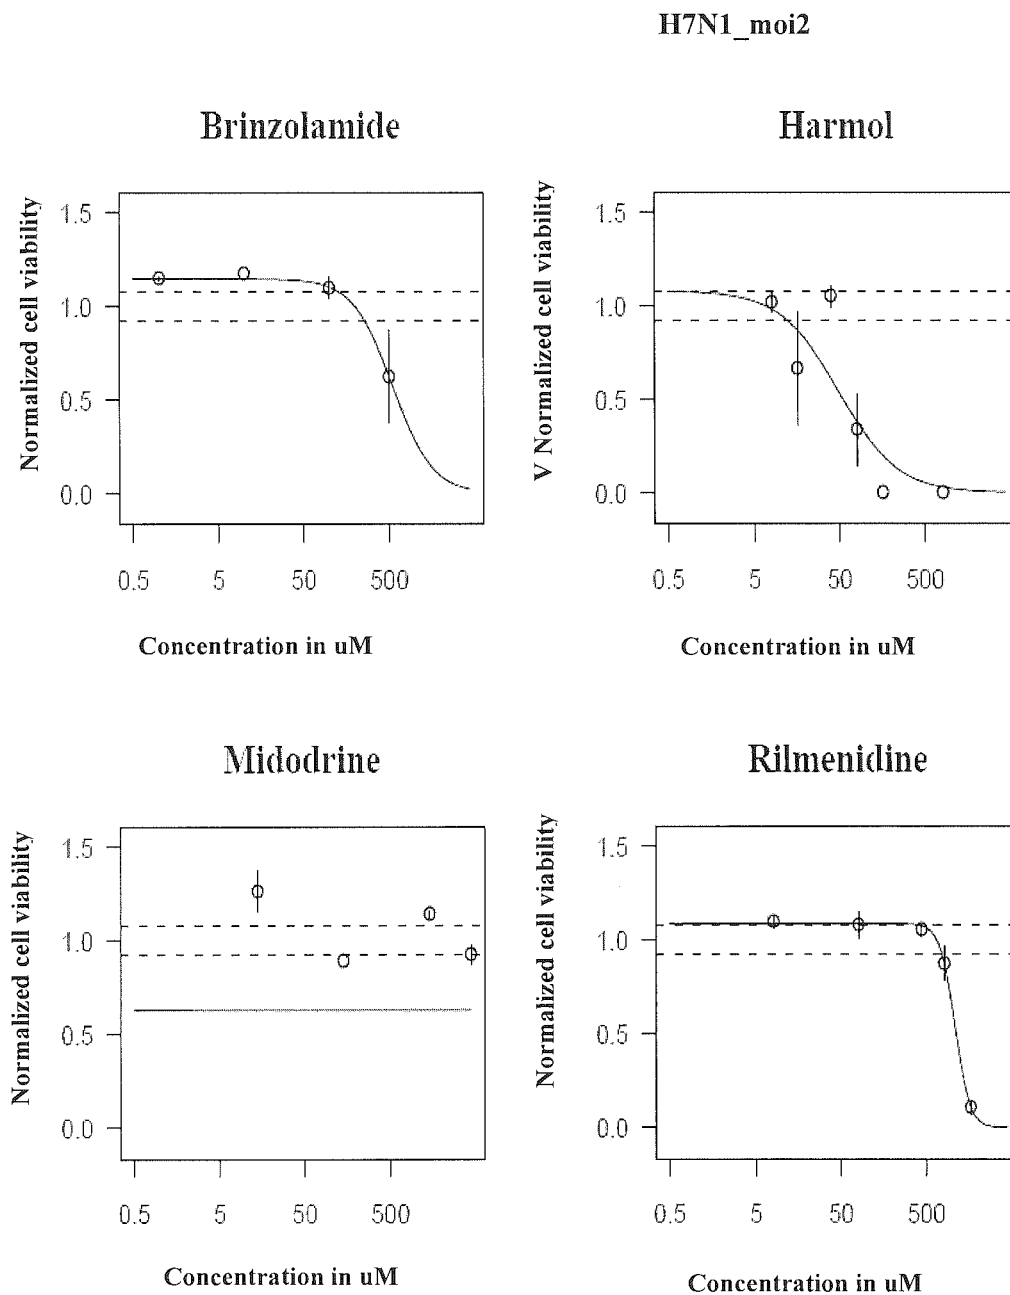 H7N1_moi2
Brinzolamide
Normalized cell viability
1.5
1.0
0.5
0.0
0.5 5 50 500
Concentration in uM
Harmol
V Normalized cell viability
1.5
1.0
0.5
0.0
0.5 5 50 500
Concentration in uM
Midodrine
Normalized cell viability
1.5
1.0
0.5
0.0
0.5 5 50 500
Concentration in uM
Rilmenidine
Normalized cell viability
1.5
1.0
0.5
0.0
0.5 5 50 500
Concentration in uM